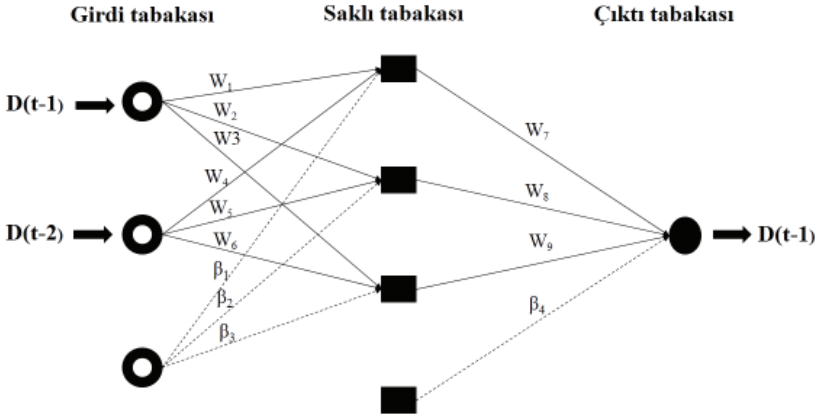 Girdi tabakası Saklı tabakası Çıktı tabakası
D(t-1)
W₁
W₂
W3
W₄
D(t-2)
W₅
W₆
β₁
β₂
β₃
W₇
W₈
W₉
β₄
D(t-1)